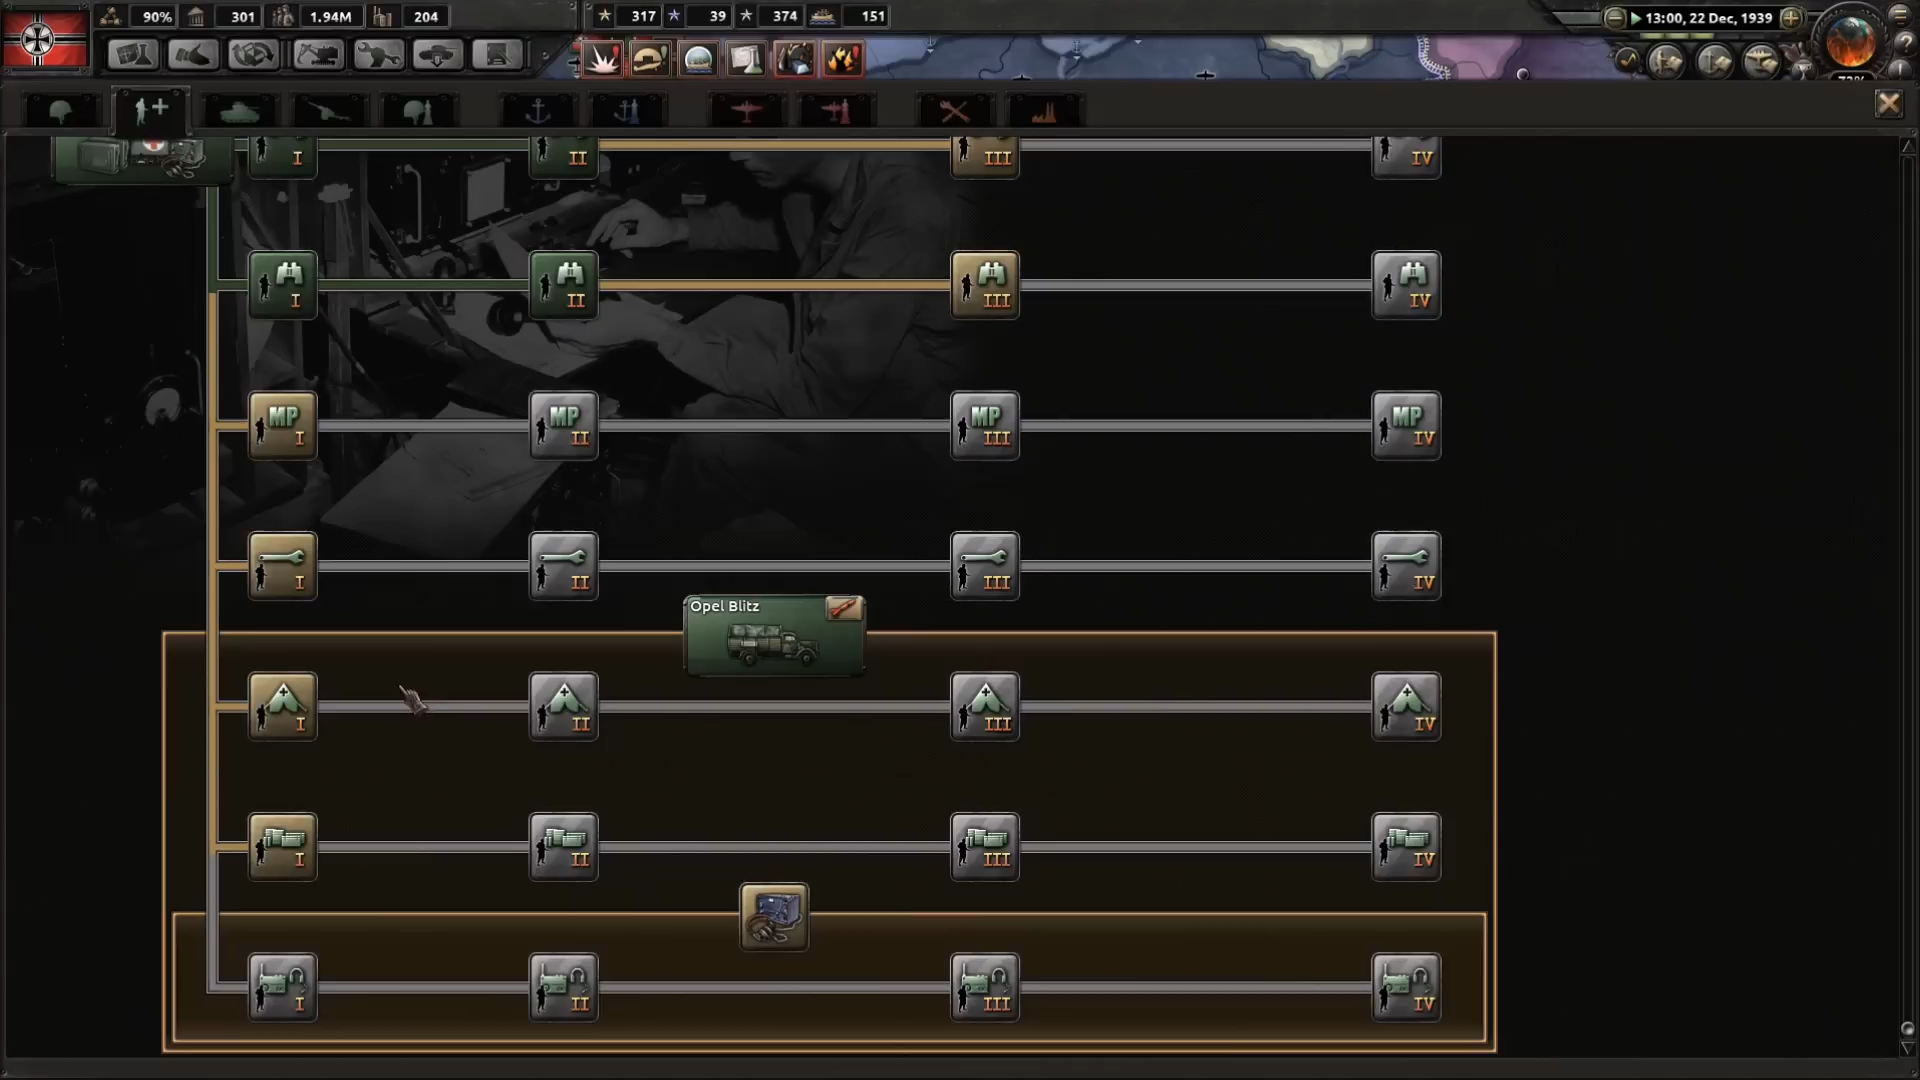 90% 301 1.94M 204 317 39 374 151 13:00, 22 Dec, 1939
I II III IV
I II III IV
MP I MP II MP III MP IV
I II III IV
Opel Blitz
I II III IV
I II III IV
I II III IV